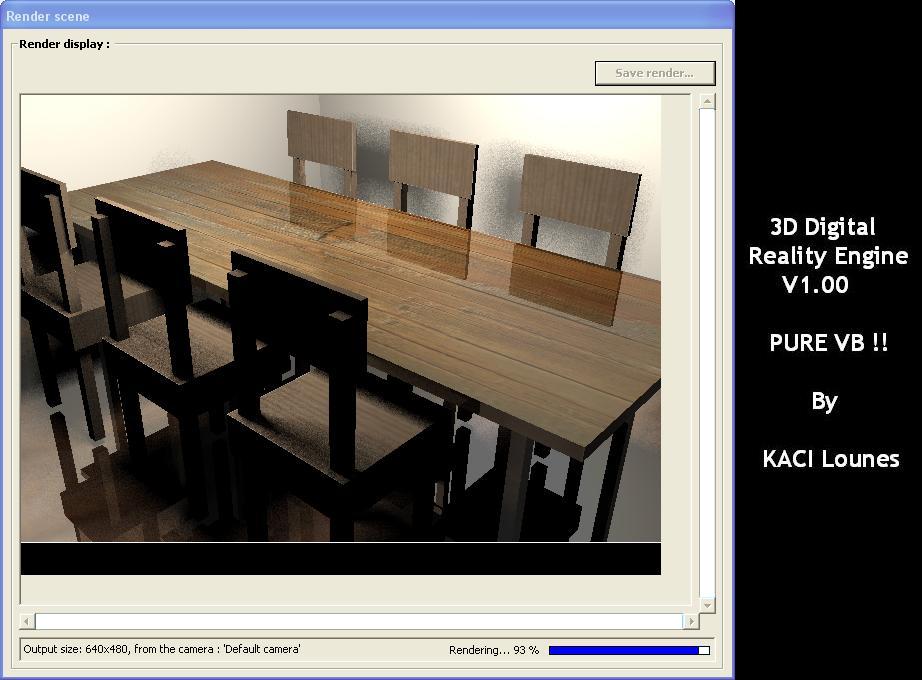 Render scene
Render display :
Save render...
3D Digital
Reality Engine
V1.00
PURE VB !!
By
KACI Lounes
Output size: 640x480, from the camera : 'Default camera'
Rendering... 93 %